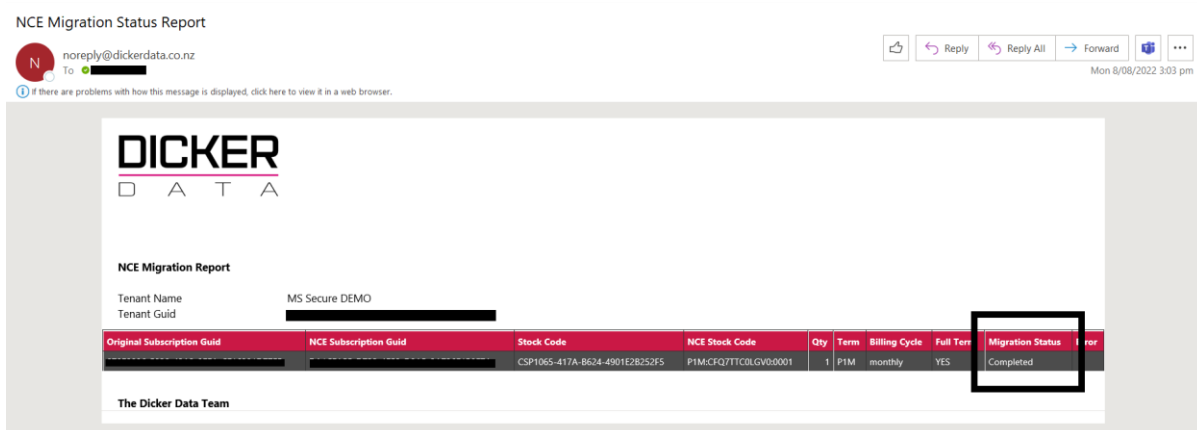 NCE Migration Status Report
N
noreply@dickerdata.co.nz
To
Reply
Reply All
Forward
Mon 8/08/2022 3:03 pm
If there are problems with how this message is displayed, click here to view it in a web browser.
DICKER
DATA
NCE Migration Report
Tenant Name MS Secure DEMO
Tenant Guid
Original Subscription Guid NCE Subscription Guid Stock Code NCE Stock Code Qty Term Billing Cycle Full Migration Status
CSP1065-417A-B624-4901E2B252F5 P1M:CFQ7TTC0LGV0:0001 1 P1M monthly YES Completed
The Dicker Data Team